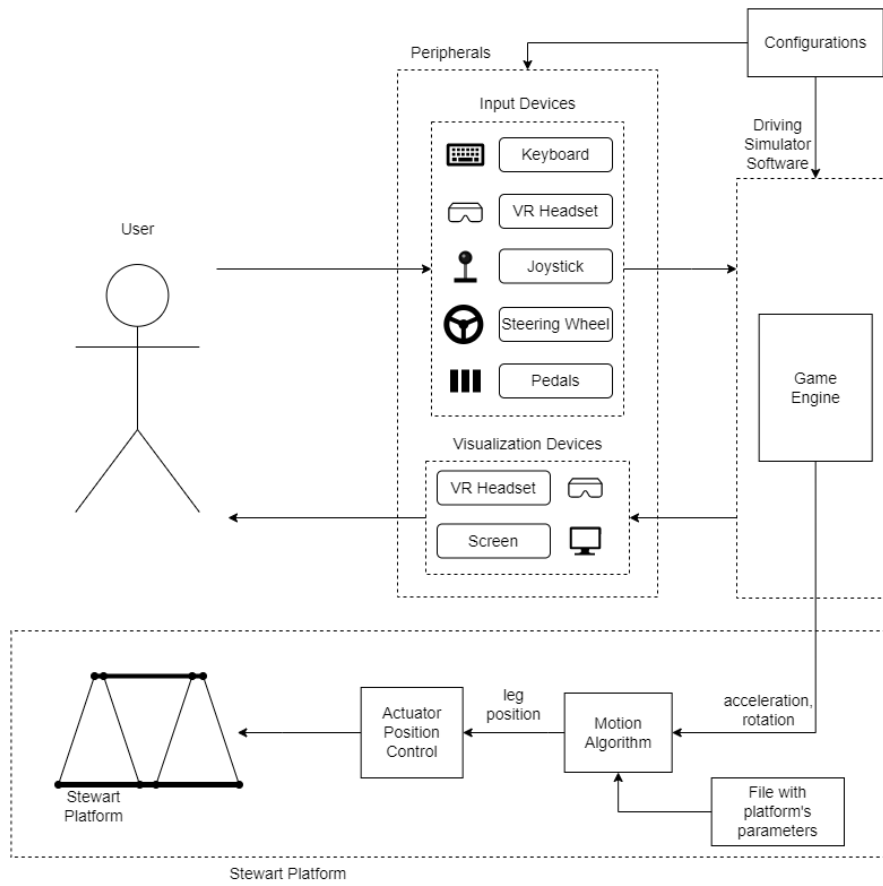 Configurations
Peripherals
Input Devices
Keyboard
VR Headset
Joystick
Steering Wheel
Pedals
Driving
Simulator
Software
User
Game
Engine
Visualization Devices
VR Headset
Screen
acceleration,
rotation
leg
position
Motion
Algorithm
Actuator
Position
Control
Stewart
Platform
File with
platform's
parameters
Stewart Platform